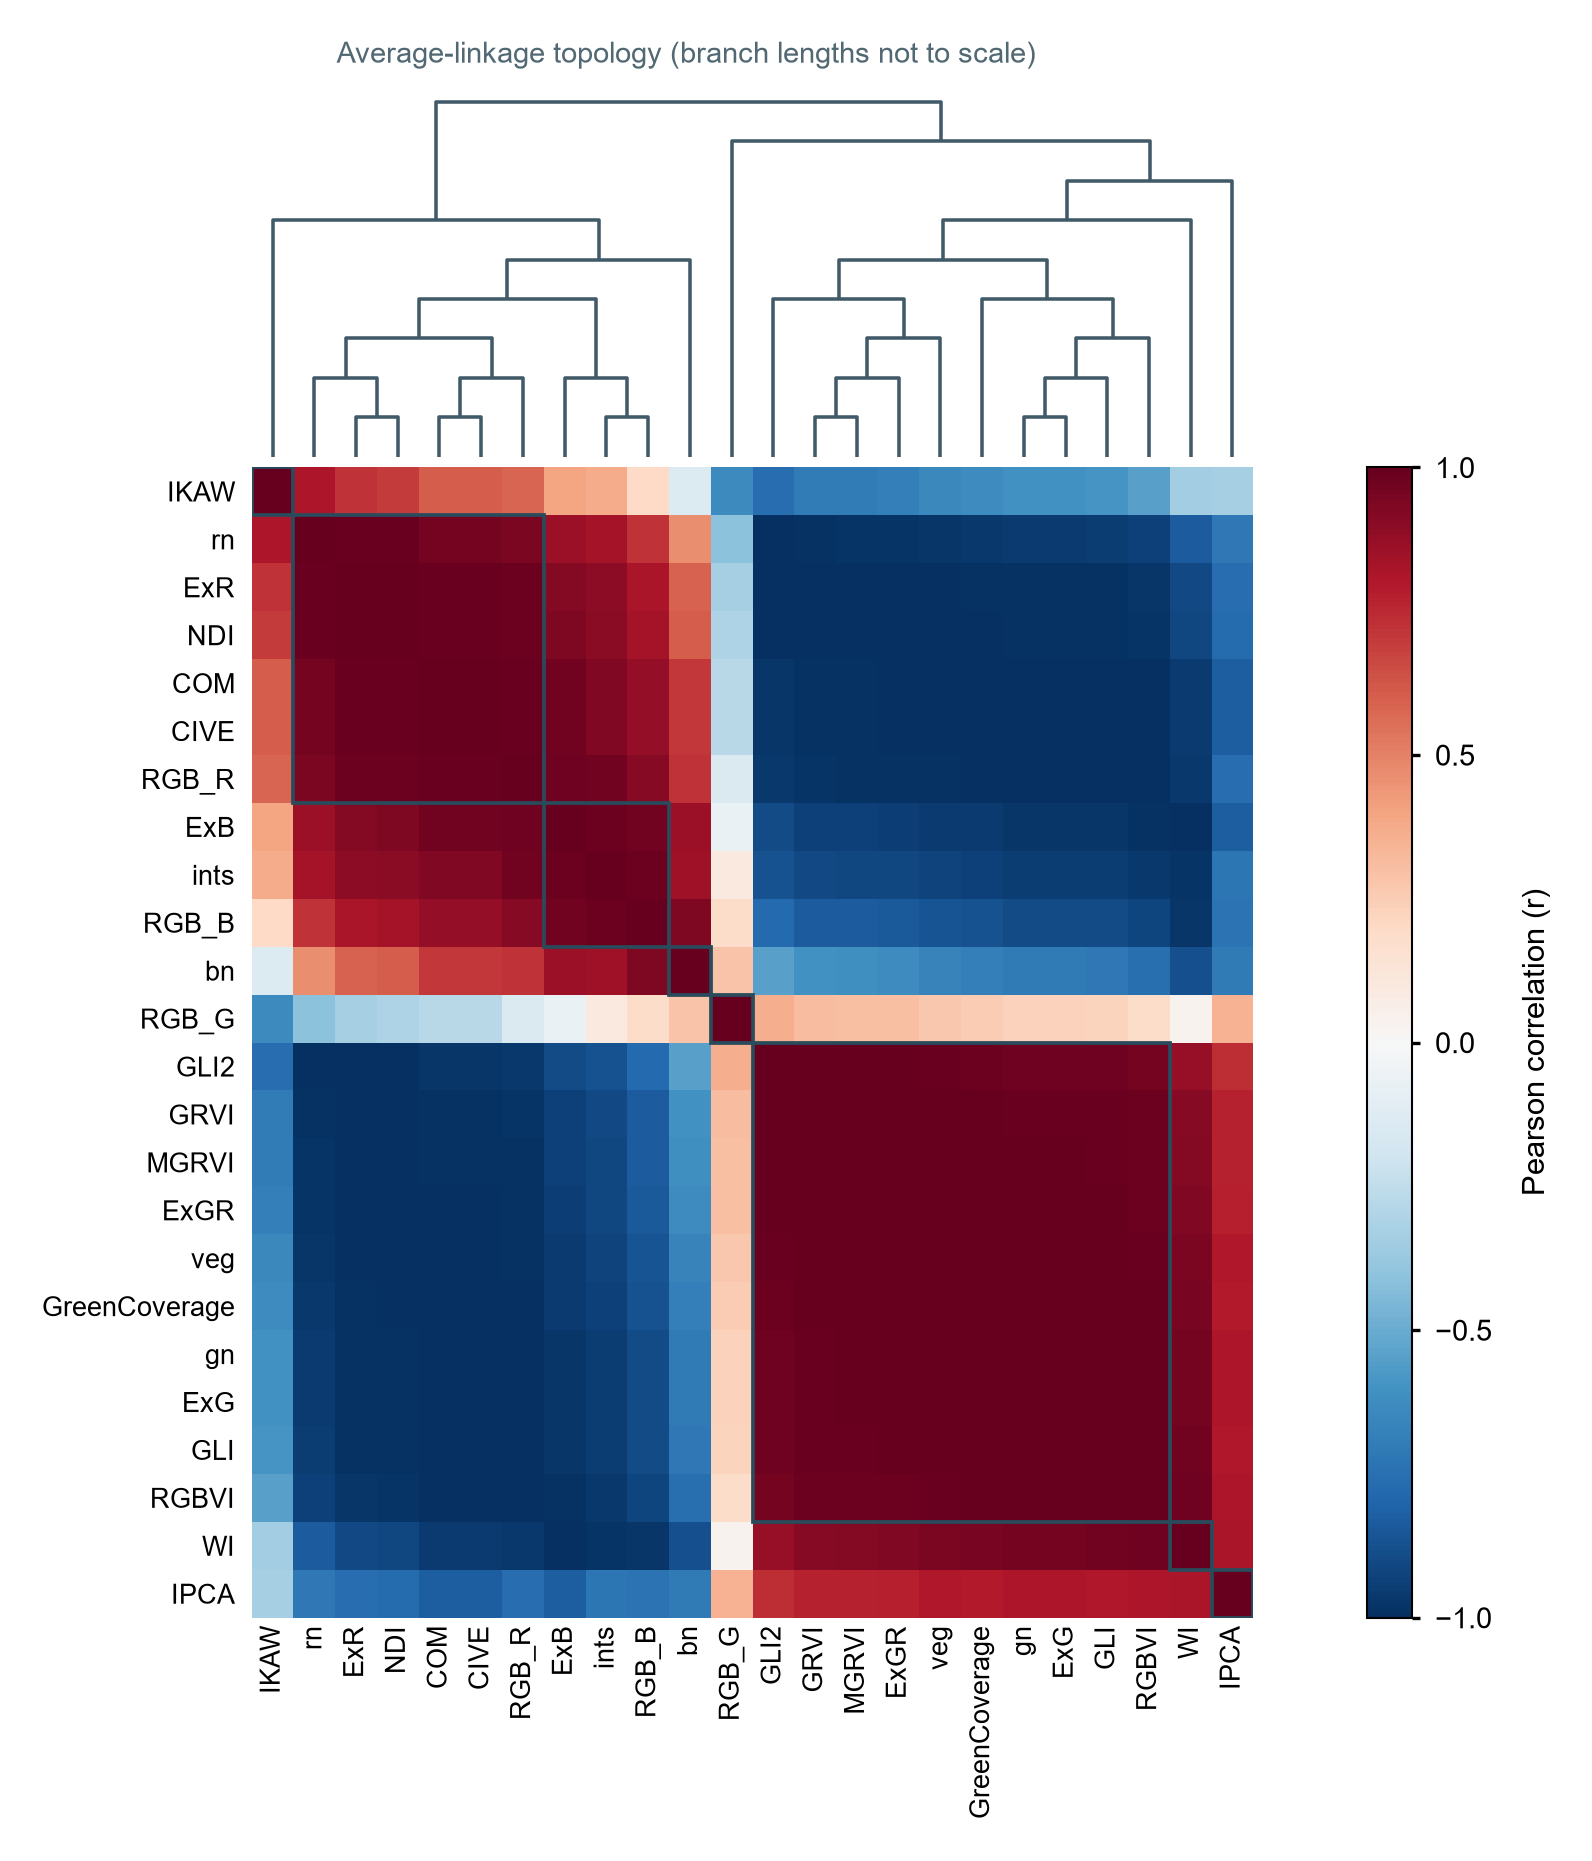 Average-linkage topology (branch lengths not to scale)
IKAW
rn
ExR
NDI
COM
CIVE
RGB_R
ExB
ints
RGB_B
bn
RGB_G
GLI2
GRVI
MGRVI
ExGR
veg
GreenCoverage
gn
ExG
GLI
RGBVI
WI
IPCA
IKAW
rn
ExR
NDI
COM
CIVE
RGB_R
ExB
ints
RGB_B
bn
RGB_G
GLI2
GRVI
MGRVI
ExGR
veg
GreenCoverage
gn
ExG
GLI
RGBVI
WI
IPCA
1.0
0.5
0.0
−0.5
−1.0
Pearson correlation (r)